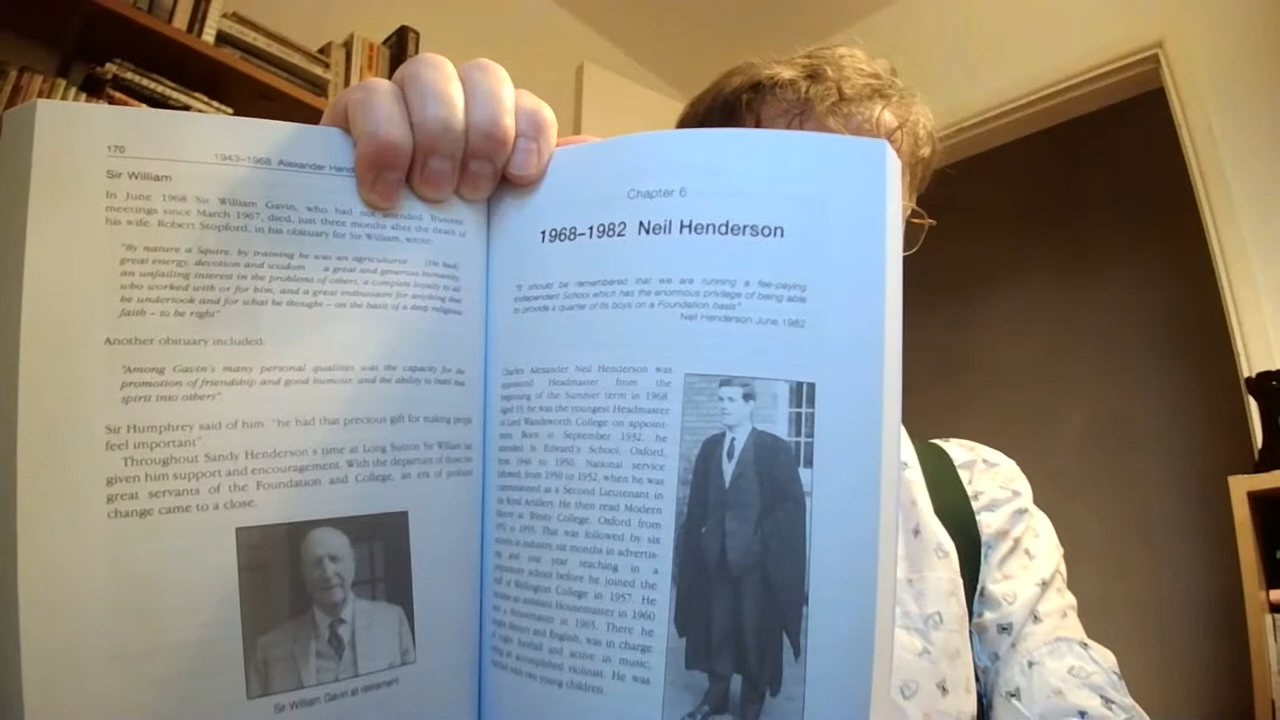 170
1943–1968 Alexander Hend
Sir William
In June 1968 Sir William Gavin, who had not attended Trustees
meetings since March 1967, died, just three months after the death of
his wife. Robert Stopford, in his obituary for Sir William, wrote:
"By nature a Squire, by training he was an agriculturist [He had]
great energy, devotion and wisdom a great and generous humanity,
an unfailing interest in the problems of others, a complete loyalty to all
who worked with or for him, and a great enthusiasm for anything that
be undertook and for what he thought – on the basis of a deep religious
faith – to be right"
Another obituary included:
"Among Gavin's many personal qualities was the capacity for the
promotion of friendship and good humour, and the ability to instil that
spirit into others"
Sir Humphrey said of him, "he had that precious gift for making people
feel important"
Throughout Sandy Henderson's time at Long Sutton Sir William had
given him support and encouragement. With the departure of these two
great servants of the Foundation and College, an era of profound
change came to a close.
Sir William Gavin at retirement
Chapter 6
1968–1982 Neil Henderson
"It should be remembered that we are running a fee-paying
independent School which has the enormous privilege of being able
to provide a quarter of its boys on a Foundation basis"
Neil Henderson June 1982
Charles Alexander Neil Henderson was
appointed Headmaster from the
beginning of the Summer term in 1968.
Aged 35, he was the youngest Headmaster
of Lord Wandsworth College on appoint-
ment. Born in September 1932, he
attended St Edward's School, Oxford,
from 1946 to 1950. National service
followed, from 1950 to 1952, when he was
commissioned as a Second Lieutenant in
the Royal Artillery. He then read Modern
History at Trinity College, Oxford from
1952 to 1955. That was followed by six
months in industry, six months in advertis-
ing and one year teaching in a
preparatory school before he joined the
staff of Wellington College in 1957. He
became an assistant Housemaster in 1960
and a Housemaster in 1965. There he
taught History and English, was in charge
of rugby football and active in music,
being an accomplished violinist. He was
married with two young children.